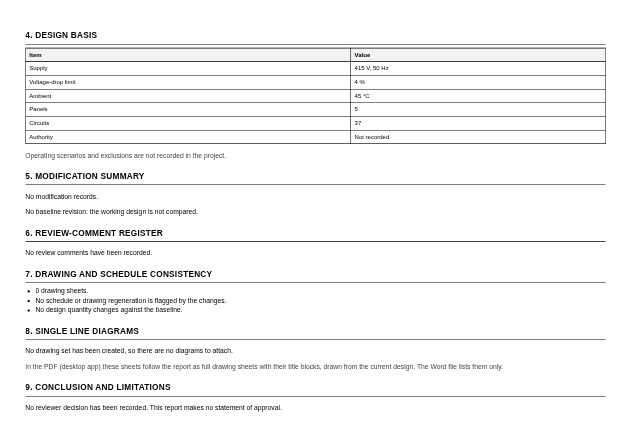 4. DESIGN BASIS
Item Value
Supply 415 V, 50 Hz
Voltage-drop limit 4 %
Ambient 45 °C
Panels 5
Circuits 37
Authority Not recorded
Operating scenarios and exclusions are not recorded in the project.
5. MODIFICATION SUMMARY
No modification records.
No baseline revision: the working design is not compared.
6. REVIEW-COMMENT REGISTER
No review comments have been recorded.
7. DRAWING AND SCHEDULE CONSISTENCY
• 0 drawing sheets.
• No schedule or drawing regeneration is flagged by the changes.
• No design quantity changes against the baseline.
8. SINGLE LINE DIAGRAMS
No drawing set has been created, so there are no diagrams to attach.
In the PDF (desktop app) these sheets follow the report as full drawing sheets with their title blocks, drawn from the current design. The Word file lists them only.
9. CONCLUSION AND LIMITATIONS
No reviewer decision has been recorded. This report makes no statement of approval.